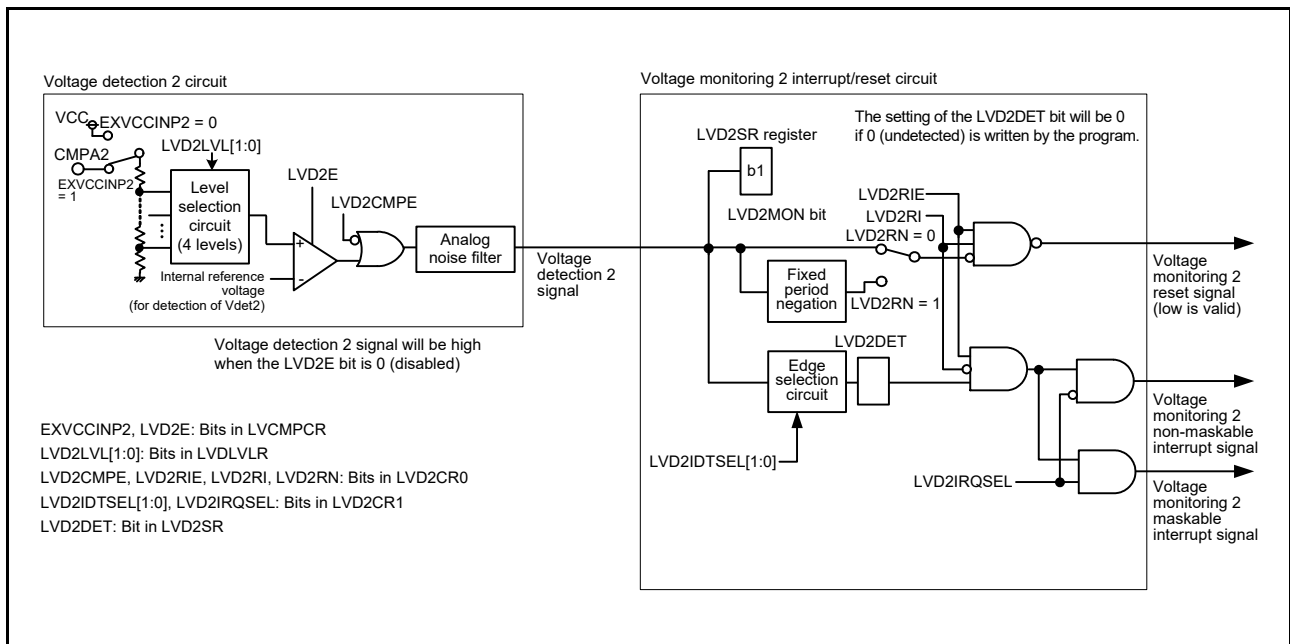 Voltage detection 2 circuit
VCC
EXVCCINP2 = 0
LVD2LVL[1:0]
CMPA2
EXVCCINP2
= 1
Level
selection
circuit
(4 levels)
Internal reference
voltage
(for detection of Vdet2)
+
-
LVD2E
LVD2CMPE
Analog
noise filter
Voltage
detection 2
signal
Voltage detection 2 signal will be high
when the LVD2E bit is 0 (disabled)
Voltage monitoring 2 interrupt/reset circuit
The setting of the LVD2DET bit will be 0
if 0 (undetected) is written by the program.
LVD2SR register
b1
LVD2MON bit
LVD2RIE
LVD2RI
LVD2RN = 0
Fixed
period
negation
LVD2RN = 1
LVD2DET
Edge
selection
circuit
LVD2IDTSEL[1:0]
LVD2IRQSEL
Voltage
monitoring 2
reset signal
(low is valid)
Voltage
monitoring 2
non-maskable
interrupt signal
Voltage
monitoring 2
maskable
interrupt signal
EXVCCINP2, LVD2E: Bits in LVCMPCR
LVD2LVL[1:0]: Bits in LVDLVLR
LVD2CMPE, LVD2RIE, LVD2RI, LVD2RN: Bits in LVD2CR0
LVD2IDTSEL[1:0], LVD2IRQSEL: Bits in LVD2CR1
LVD2DET: Bit in LVD2SR